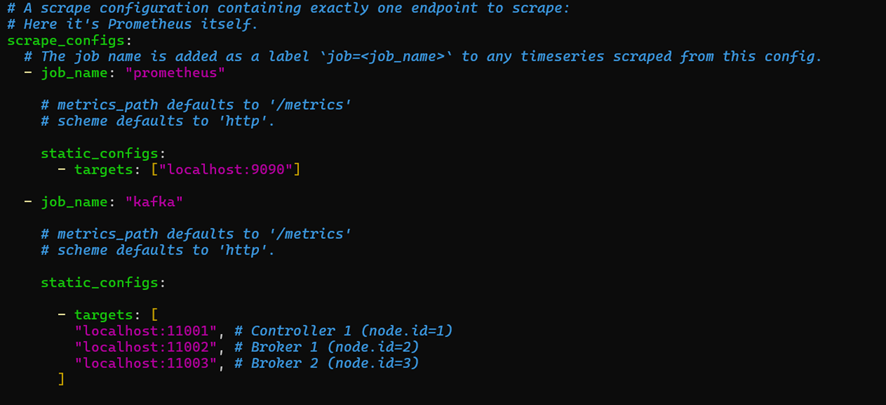 # A scrape configuration containing exactly one endpoint to scrape:
# Here it's Prometheus itself.
scrape_configs:
  # The job name is added as a label `job=<job_name>` to any timeseries scraped from this config.
  - job_name: "prometheus"

    # metrics_path defaults to '/metrics'
    # scheme defaults to 'http'.

    static_configs:
      - targets: ["localhost:9090"]

  - job_name: "kafka"

    # metrics_path defaults to '/metrics'
    # scheme defaults to 'http'.

    static_configs:

      - targets: [
        "localhost:11001", # Controller 1 (node.id=1)
        "localhost:11002", # Broker 1 (node.id=2)
        "localhost:11003", # Broker 2 (node.id=3)
      ]